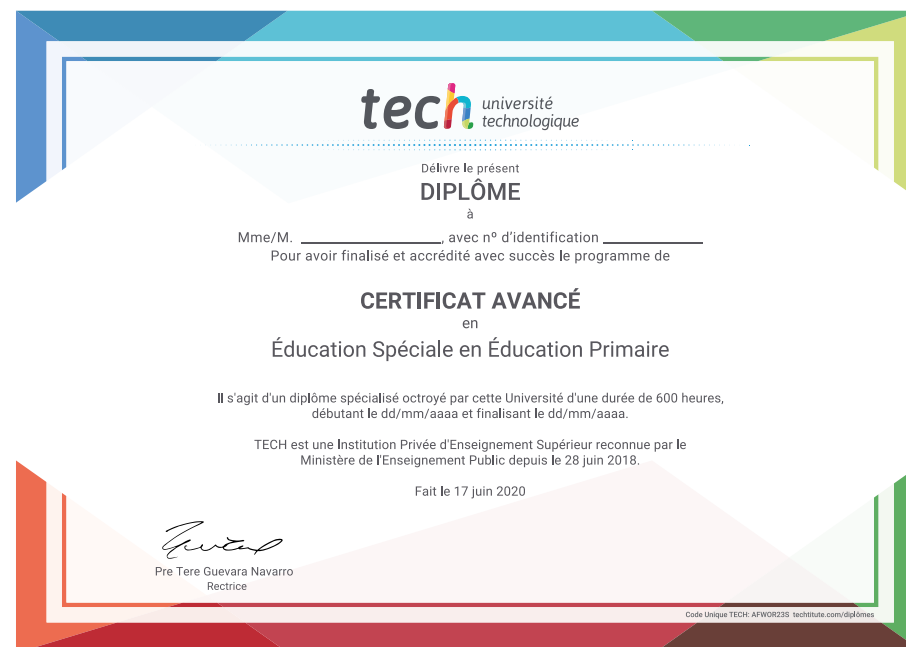 tech université
technologique
Délivre le présent
DIPLÔME
à
Mme/M. ____________________, avec nº d'identification ______________
Pour avoir finalisé et accrédité avec succès le programme de
CERTIFICAT AVANCÉ
en
Éducation Spéciale en Éducation Primaire
Il s'agit d'un diplôme spécialisé octroyé par cette Université d'une durée de 600 heures,
débutant le dd/mm/aaaa et finalisant le dd/mm/aaaa.
TECH est une Institution Privée d'Enseignement Supérieur reconnue par le
Ministère de l'Enseignement Public depuis le 28 juin 2018.
Fait le 17 juin 2020
Pre Tere Guevara Navarro
Rectrice
Code Unique TECH: AFWOR23S techtitute.com/diplômes